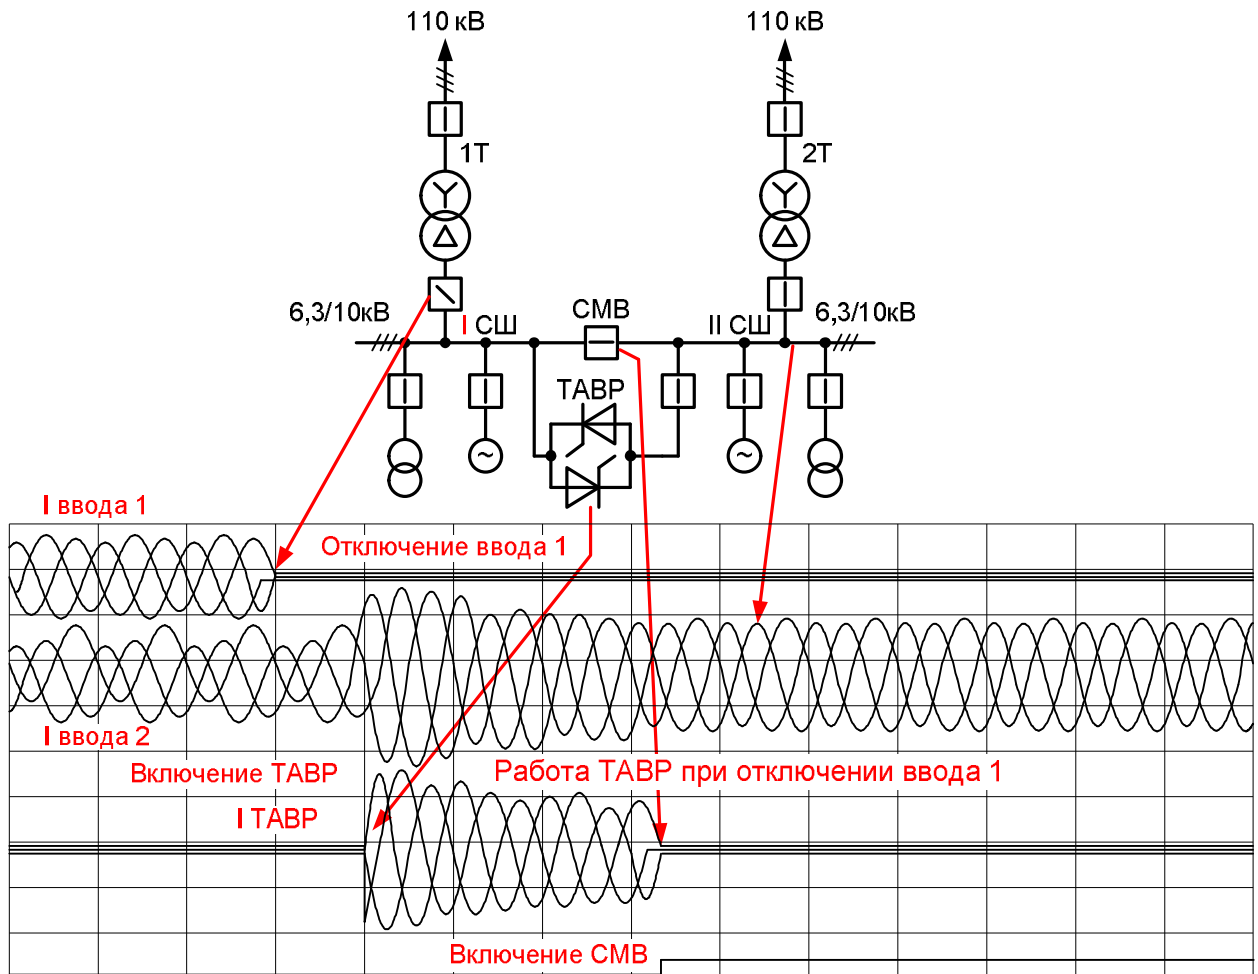 110 кВ
110 кВ
1Т
2Т
6,3/10кВ
I СШ
СМВ
II СШ
6,3/10кВ
ТАВР
~
~
I ввода 1
Отключение ввода 1
I ввода 2
Включение ТАВР
Работа ТАВР при отключении ввода 1
I ТАВР
Включение СМВ